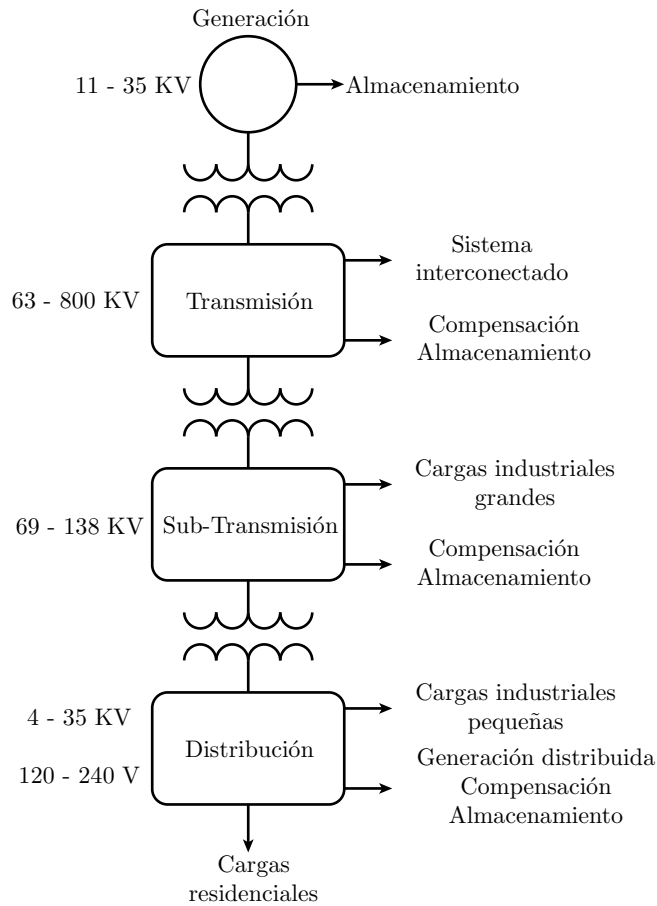 Generación
11 - 35 KV
Almacenamiento
Sistema
interconectado
63 - 800 KV
Transmisión
Compensación
Almacenamiento
Cargas industriales
grandes
69 - 138 KV
Sub-Transmisión
Compensación
Almacenamiento
Cargas industriales
pequeñas
4 - 35 KV
Distribución
120 - 240 V
Generación distribuida
Compensación
Almacenamiento
Cargas
residenciales